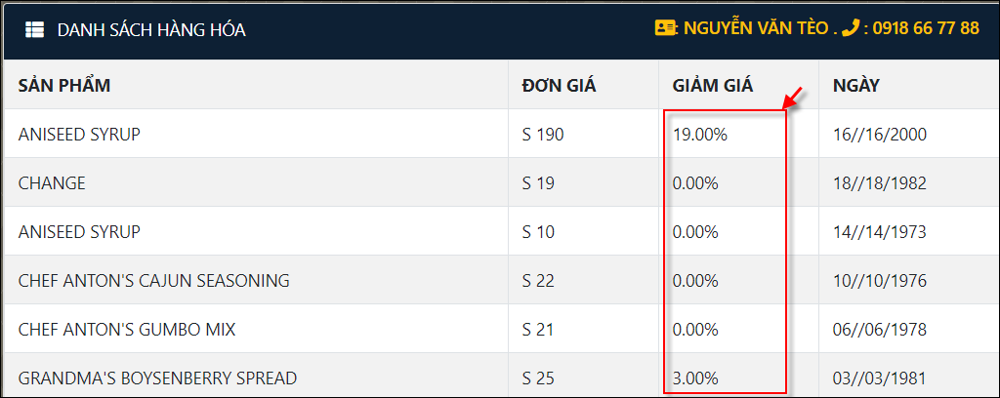 DANH SÁCH HÀNG HÓA : NGUYỄN VĂN TÈO . : 0918 66 77 88
SẢN PHẨM ĐƠN GIÁ GIẢM GIÁ NGÀY
ANISEED SYRUP S 190 19.00% 16//16/2000
CHANGE S 19 0.00% 18//18/1982
ANISEED SYRUP S 10 0.00% 14//14/1973
CHEF ANTON'S CAJUN SEASONING S 22 0.00% 10//10/1976
CHEF ANTON'S GUMBO MIX S 21 0.00% 06//06/1978
GRANDMA'S BOYSENBERRY SPREAD S 25 3.00% 03//03/1981